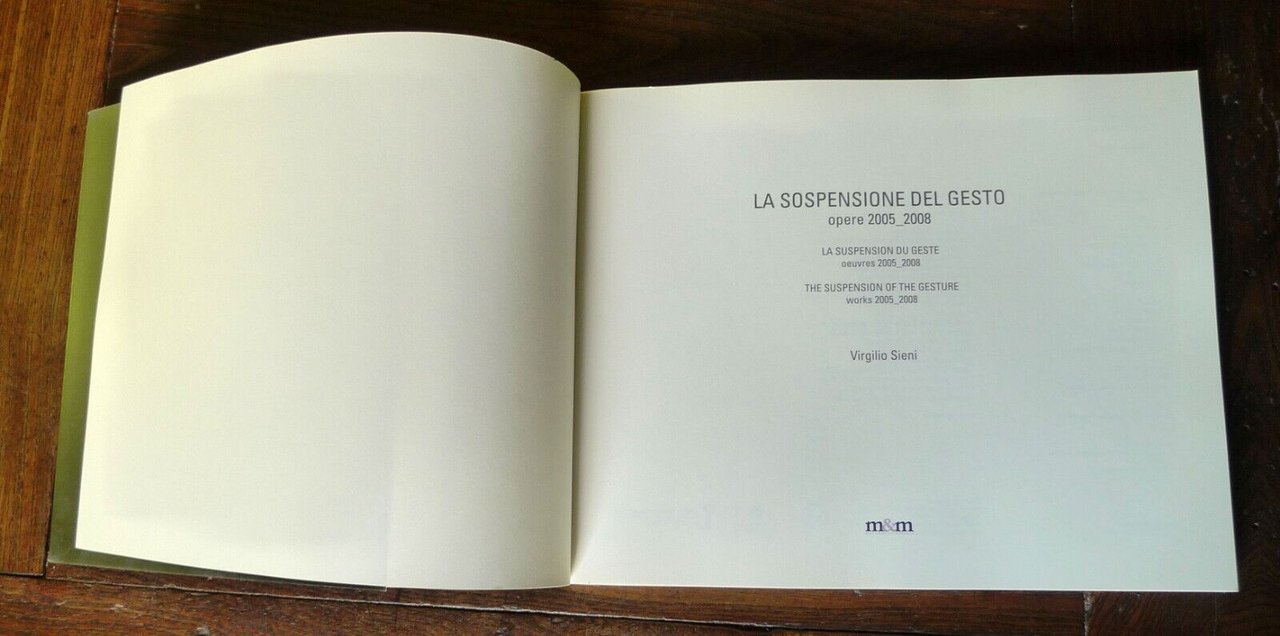 LA SOSPENSIONE DEL GESTO
opere 2005_2008
LA SUSPENSION DU GESTE
oeuvres 2005_2008
THE SUSPENSION OF THE GESTURE
works 2005_2008
Virgilio Sieni
m&m